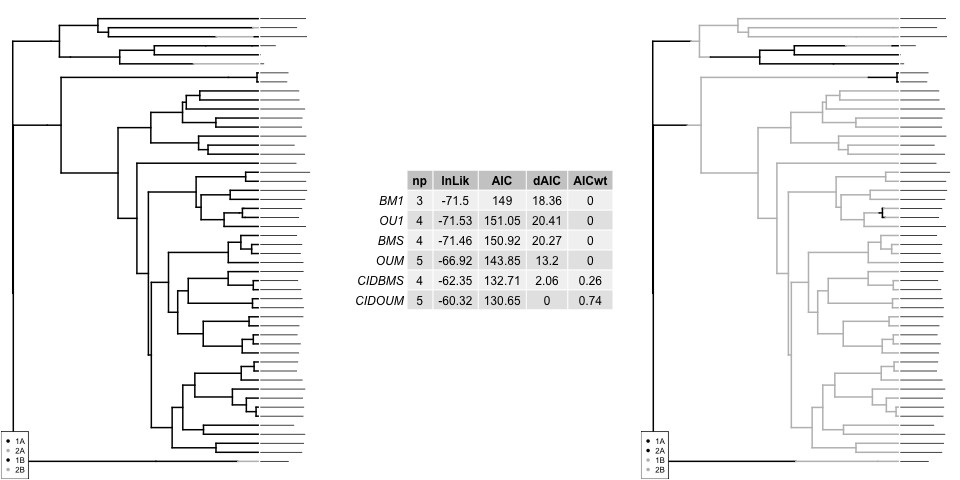 np lnLik AIC dAIC AICwt
BM1 3 -71.5 149 18.36 0
OU1 4 -71.53 151.05 20.41 0
BMS 4 -71.46 150.92 20.27 0
OUM 5 -66.92 143.85 13.2 0
CIDBMS 4 -62.35 132.71 2.06 0.26
CIDOUM 5 -60.32 130.65 0 0.74
1A
2A
1B
2B
1A
2A
1B
2B